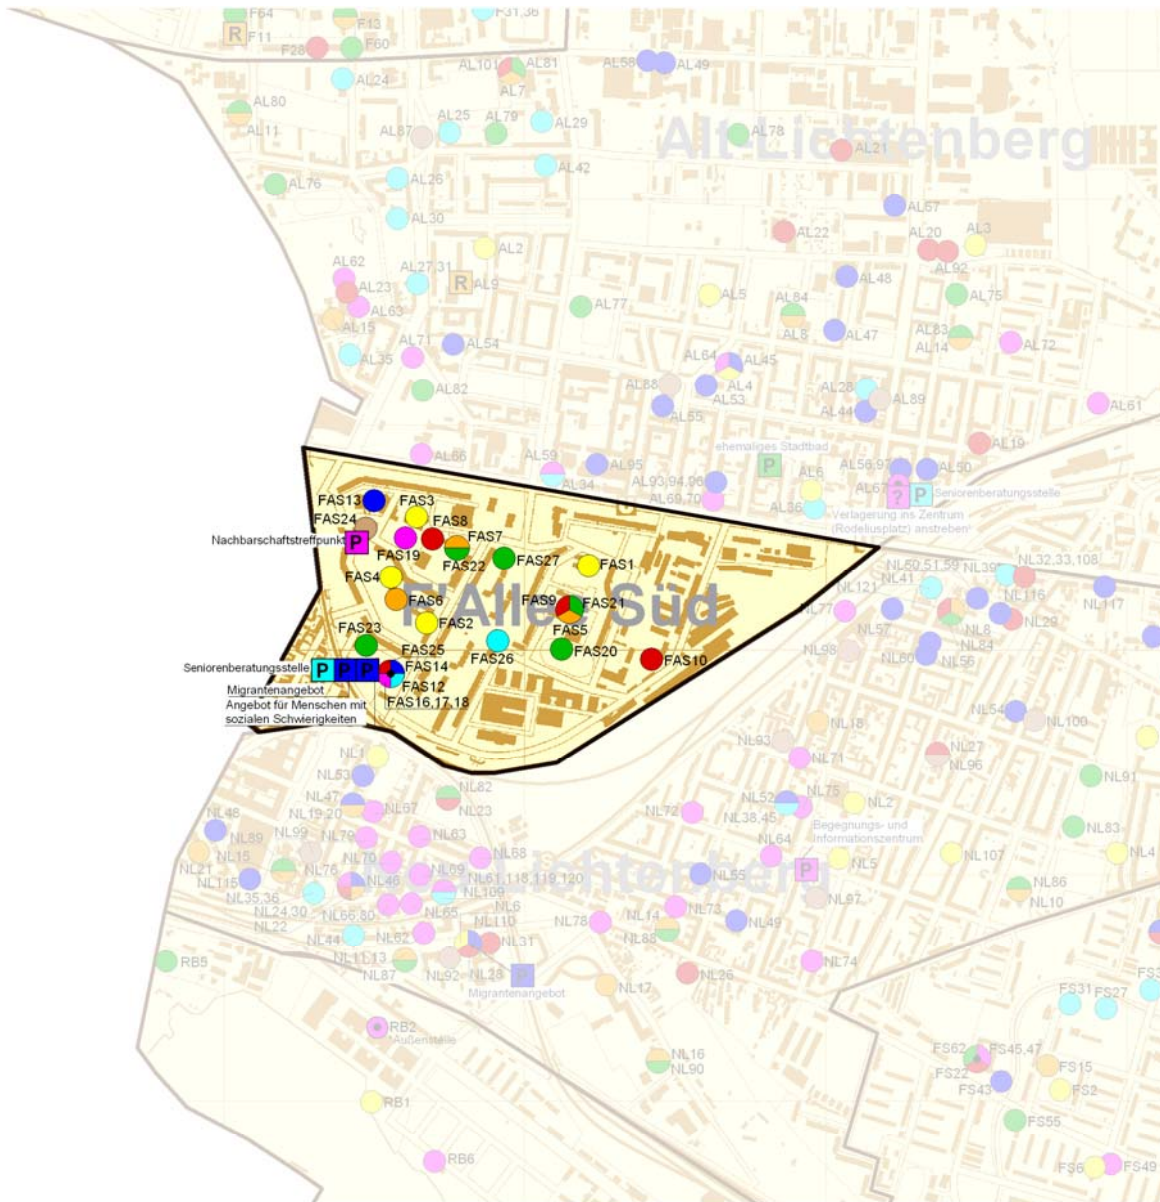 F64
F13
F31,36
R
F11
F28
F60
AL24
AL101
AL81
AL7
AL58
AL49
AL80
AL11
AL87
AL25
AL79
AL29
AL78
Alt-Lichtenberg
AL21
AL42
AL76
AL26
AL30
AL57
AL22
AL20
AL3
AL92
AL2
AL62
AL27,31
AL23
R
AL9
AL63
AL15
AL77
AL5
AL48
AL84
AL8
AL75
AL83
AL14
AL47
AL72
AL35
AL71
AL54
AL82
AL64
AL45
AL4
AL88
AL53
AL55
AL28
AL89
AL44
AL61
AL19
AL66
AL59
AL34
AL95
ehemaliges Stadtbad
P
AL93,94,96
AL69,70
AL6
AL36
AL56,97
AL50
AL67
?
P
Seniorenberatungsstelle
Verlagerung ins Zentrum
(Rodeliusplatz) anstreben
FAS13
FAS3
FAS24
FAS8
Nachbarschaftstreffpunkt
P
FAS7
FAS19
FAS22
FAS27
FAS1
FAS4
FAS6
FAS9
FAS21
F'Allee Süd
FAS5
FAS2
FAS23
FAS25
FAS26
FAS20
FAS10
Seniorenberatungsstelle
P
P
P
FAS14
FAS12
Migrantenangebot
FAS16,17,18
Angebot für Menschen mit
sozialen Schwierigkeiten
NL32,33,108
NL39
NL41
NL121
NL116
NL117
NL77
NL57
NL29
NL8
NL84
NL98
NL60
NL56
NL54
NL100
NL18
NL93
NL27
NL96
NL71
NL1
NL53
NL47
NL19,20
NL82
NL23
NL67
NL48
NL72
NL52
NL75
NL38,45
NL2
NL91
NL83
NL89
NL99
NL79
NL63
NL64
Begegnungs- und
Informationszentrum
NL15
NL21
NL70
NL68
NL5
NL107
NL4
NL76
NL69
Neu-Lichtenberg
P
NL115
NL46
NL61,118,119,120
NL55
NL86
NL35,36
NL109
NL97
NL10
NL24,30
NL66,80
NL65
NL6
NL73
NL22
NL110
NL78
NL14
NL49
NL44
NL62
NL31
NL88
NL11,13
NL87
NL92
NL28
P
Migrantenangebot
NL26
NL74
RB5
NL17
RB2
Außenstelle
FS31
FS27
FS3
NL16
NL90
FS62
FS45,47
FS22
FS15
FS43
FS2
RB1
FS55
RB6
FS6
FS49